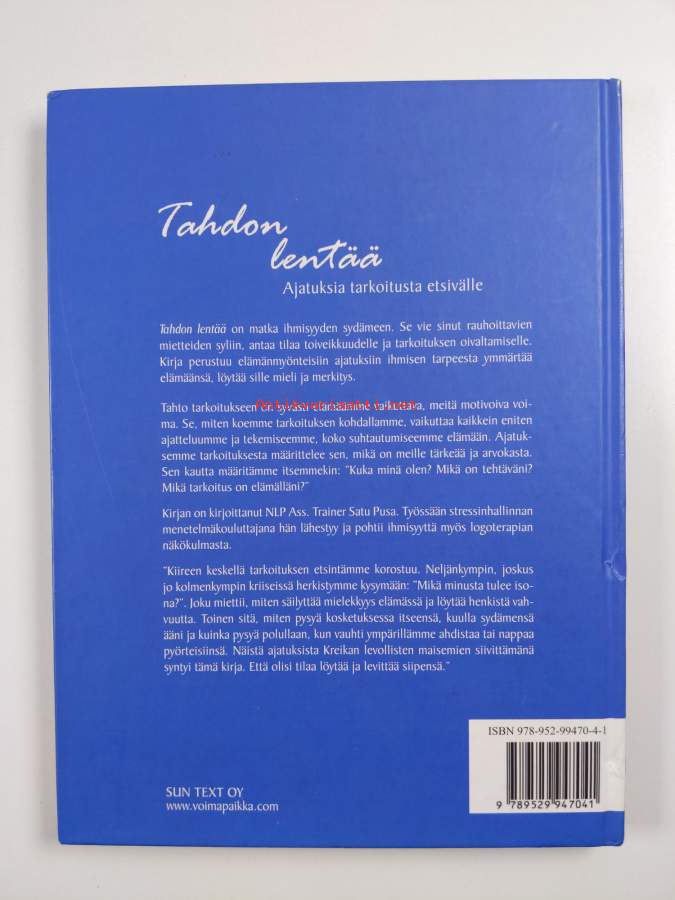 Tahdon
lentää
Ajatuksia tarkoitusta etsivälle
Tahdon lentää on matka ihmisyyden sydämeen. Se vie sinut rauhoittavien
mietteiden syliin, antaa tilaa toiveikkuudelle ja tarkoituksen oivaltamiselle.
Kirja perustuu elämänmyönteisiin ajatuksiin ihmisen tarpeesta ymmärtää
elämäänsä, löytää sille mieli ja merkitys.
Tahto tarkoitukseen on syvästi elämäämme vaikuttava, meitä motivoiva voi-
ma. Se, miten koemme tarkoituksen kohdallamme, vaikuttaa kaikkein eniten
ajatteluumme ja tekemiseemme, koko suhtautumiseemme elämään. Ajatuk-
semme tarkoituksesta määrittelee sen, mikä on meille tärkeää ja arvokasta.
Sen kautta määritämme itsemmekin: "Kuka minä olen? Mikä on tehtäväni?
Mikä tarkoitus on elämälläni?"
Kirjan on kirjoittanut NLP Ass. Trainer Satu Pusa. Työssään stressinhallinnan
menetelmäkouluttajana hän lähestyy ja pohtii ihmisyyttä myös logoterapian
näkökulmasta.
"Kiireen keskellä tarkoituksen etsintämme korostuu. Neljänkympin, joskus
jo kolmenkympin kriiseissä herkistymme kysymään: "Mikä minusta tulee iso-
na?". Joku miettii, miten säilyttää mielekkyys elämässä ja löytää henkistä vah-
vuutta. Toinen sitä, miten pysyä kosketuksessa itseensä, kuulla sydämensä
ääni ja kuinka pysyä polullaan, kun vauhti ympärillämme ahdistaa tai nappaa
pyörteisiinsä. Näistä ajatuksista Kreikan levollisten maisemien siivittämänä
syntyi tämä kirja. Että olisi tilaa löytää ja levittää siipensä."
ISBN 978-952-99470-4-1
9 789529 947041
SUN TEXT OY
www.voimapaikka.com